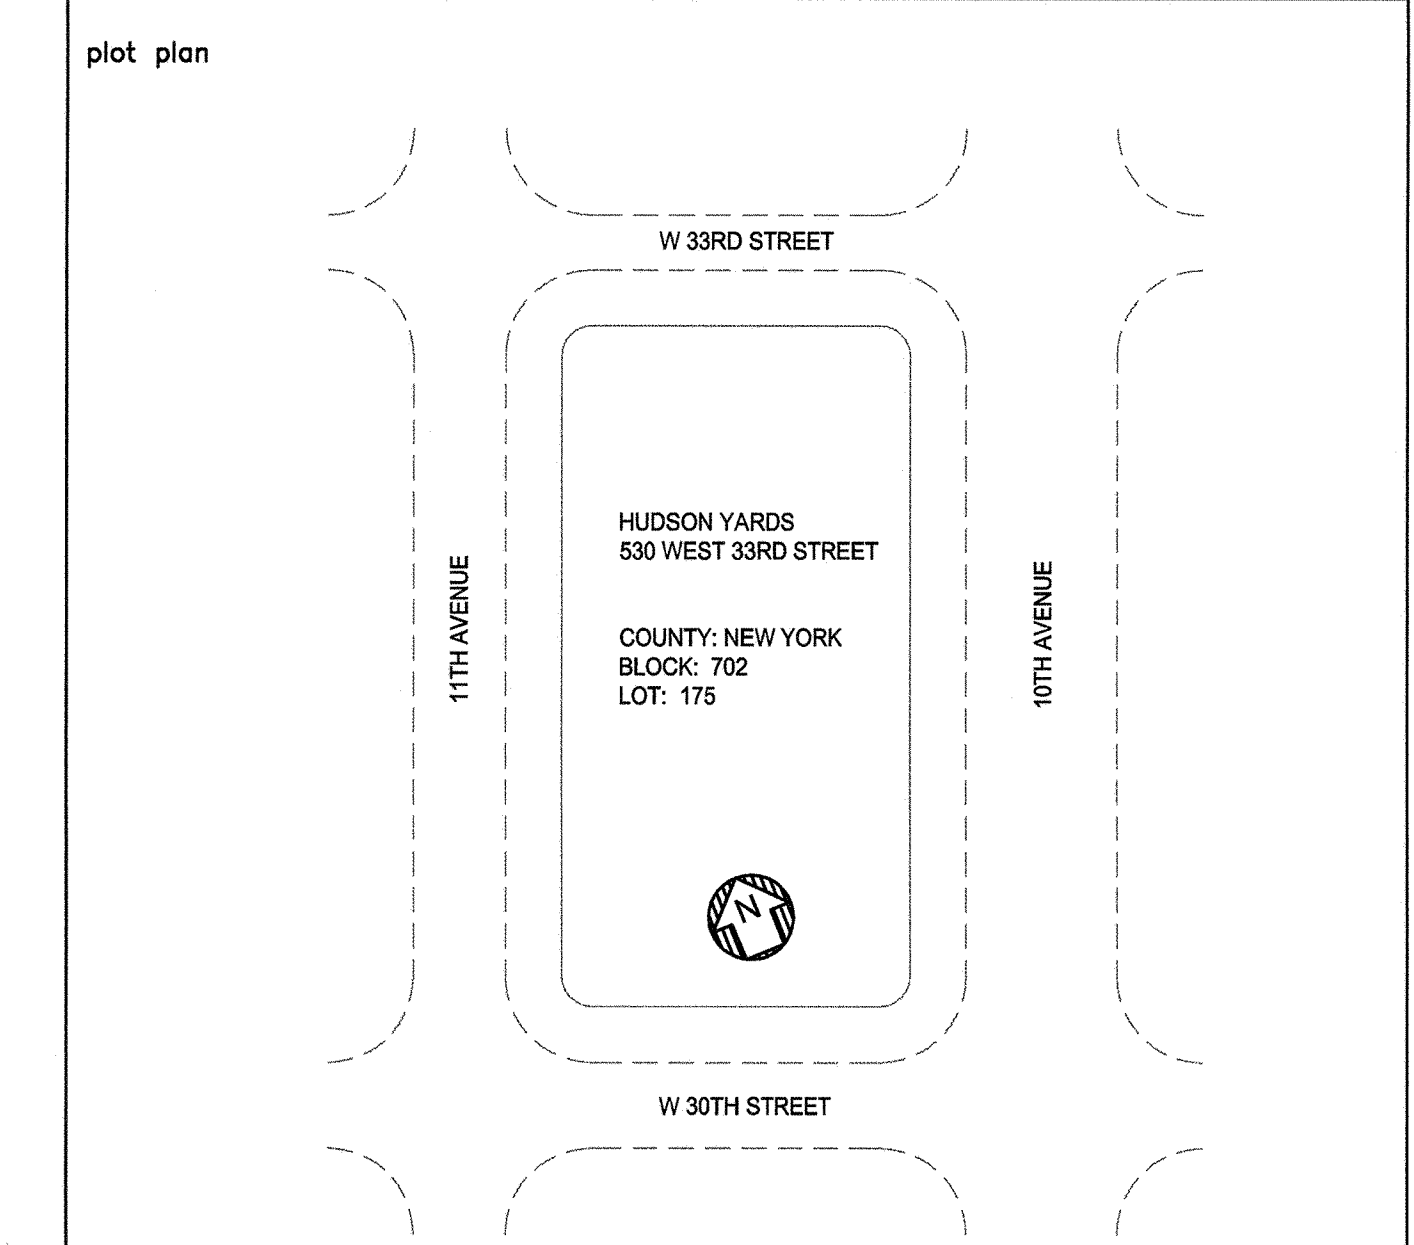 plot plan
W 33RD STREET
HUDSON YARDS
530 WEST 33RD STREET
11TH AVENUE
10TH AVENUE
COUNTY: NEW YORK
BLOCK: 702
LOT: 175
N
W 30TH STREET